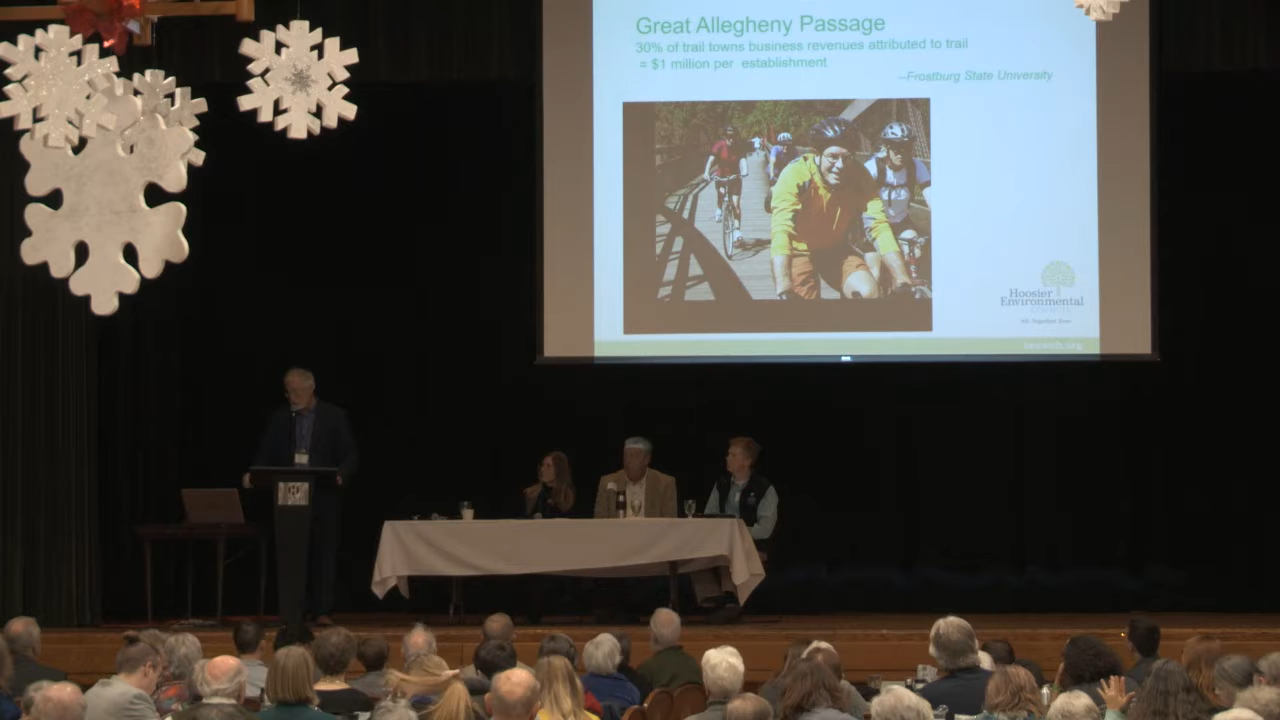 Great Allegheny Passage
30% of trail towns business revenues attributed to trail
= $1 million per establishment
–Frostburg State University
Hoosier
Environmental
COUNCIL